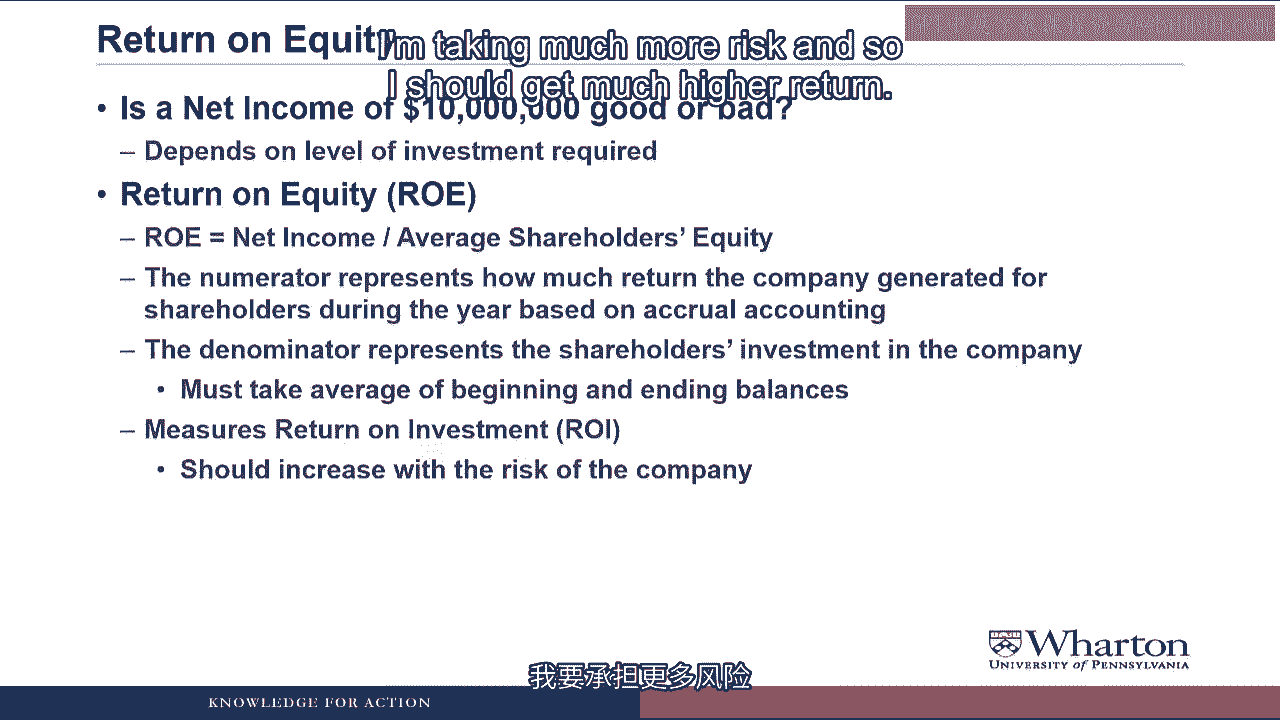 Return on Equity
I'm taking much more risk and so
I should get much higher return.
• Is a Net Income of $10,000,000 good or bad?
– Depends on level of investment required
• Return on Equity (ROE)
– ROE = Net Income / Average Shareholders’ Equity
– The numerator represents how much return the company generated for
shareholders during the year based on accrual accounting
– The denominator represents the shareholders’ investment in the company
• Must take average of beginning and ending balances
– Measures Return on Investment (ROI)
• Should increase with the risk of the company
Wharton
UNIVERSITY of PENNSYLVANIA
我要承担更多风险
KNOWLEDGE FOR ACTION